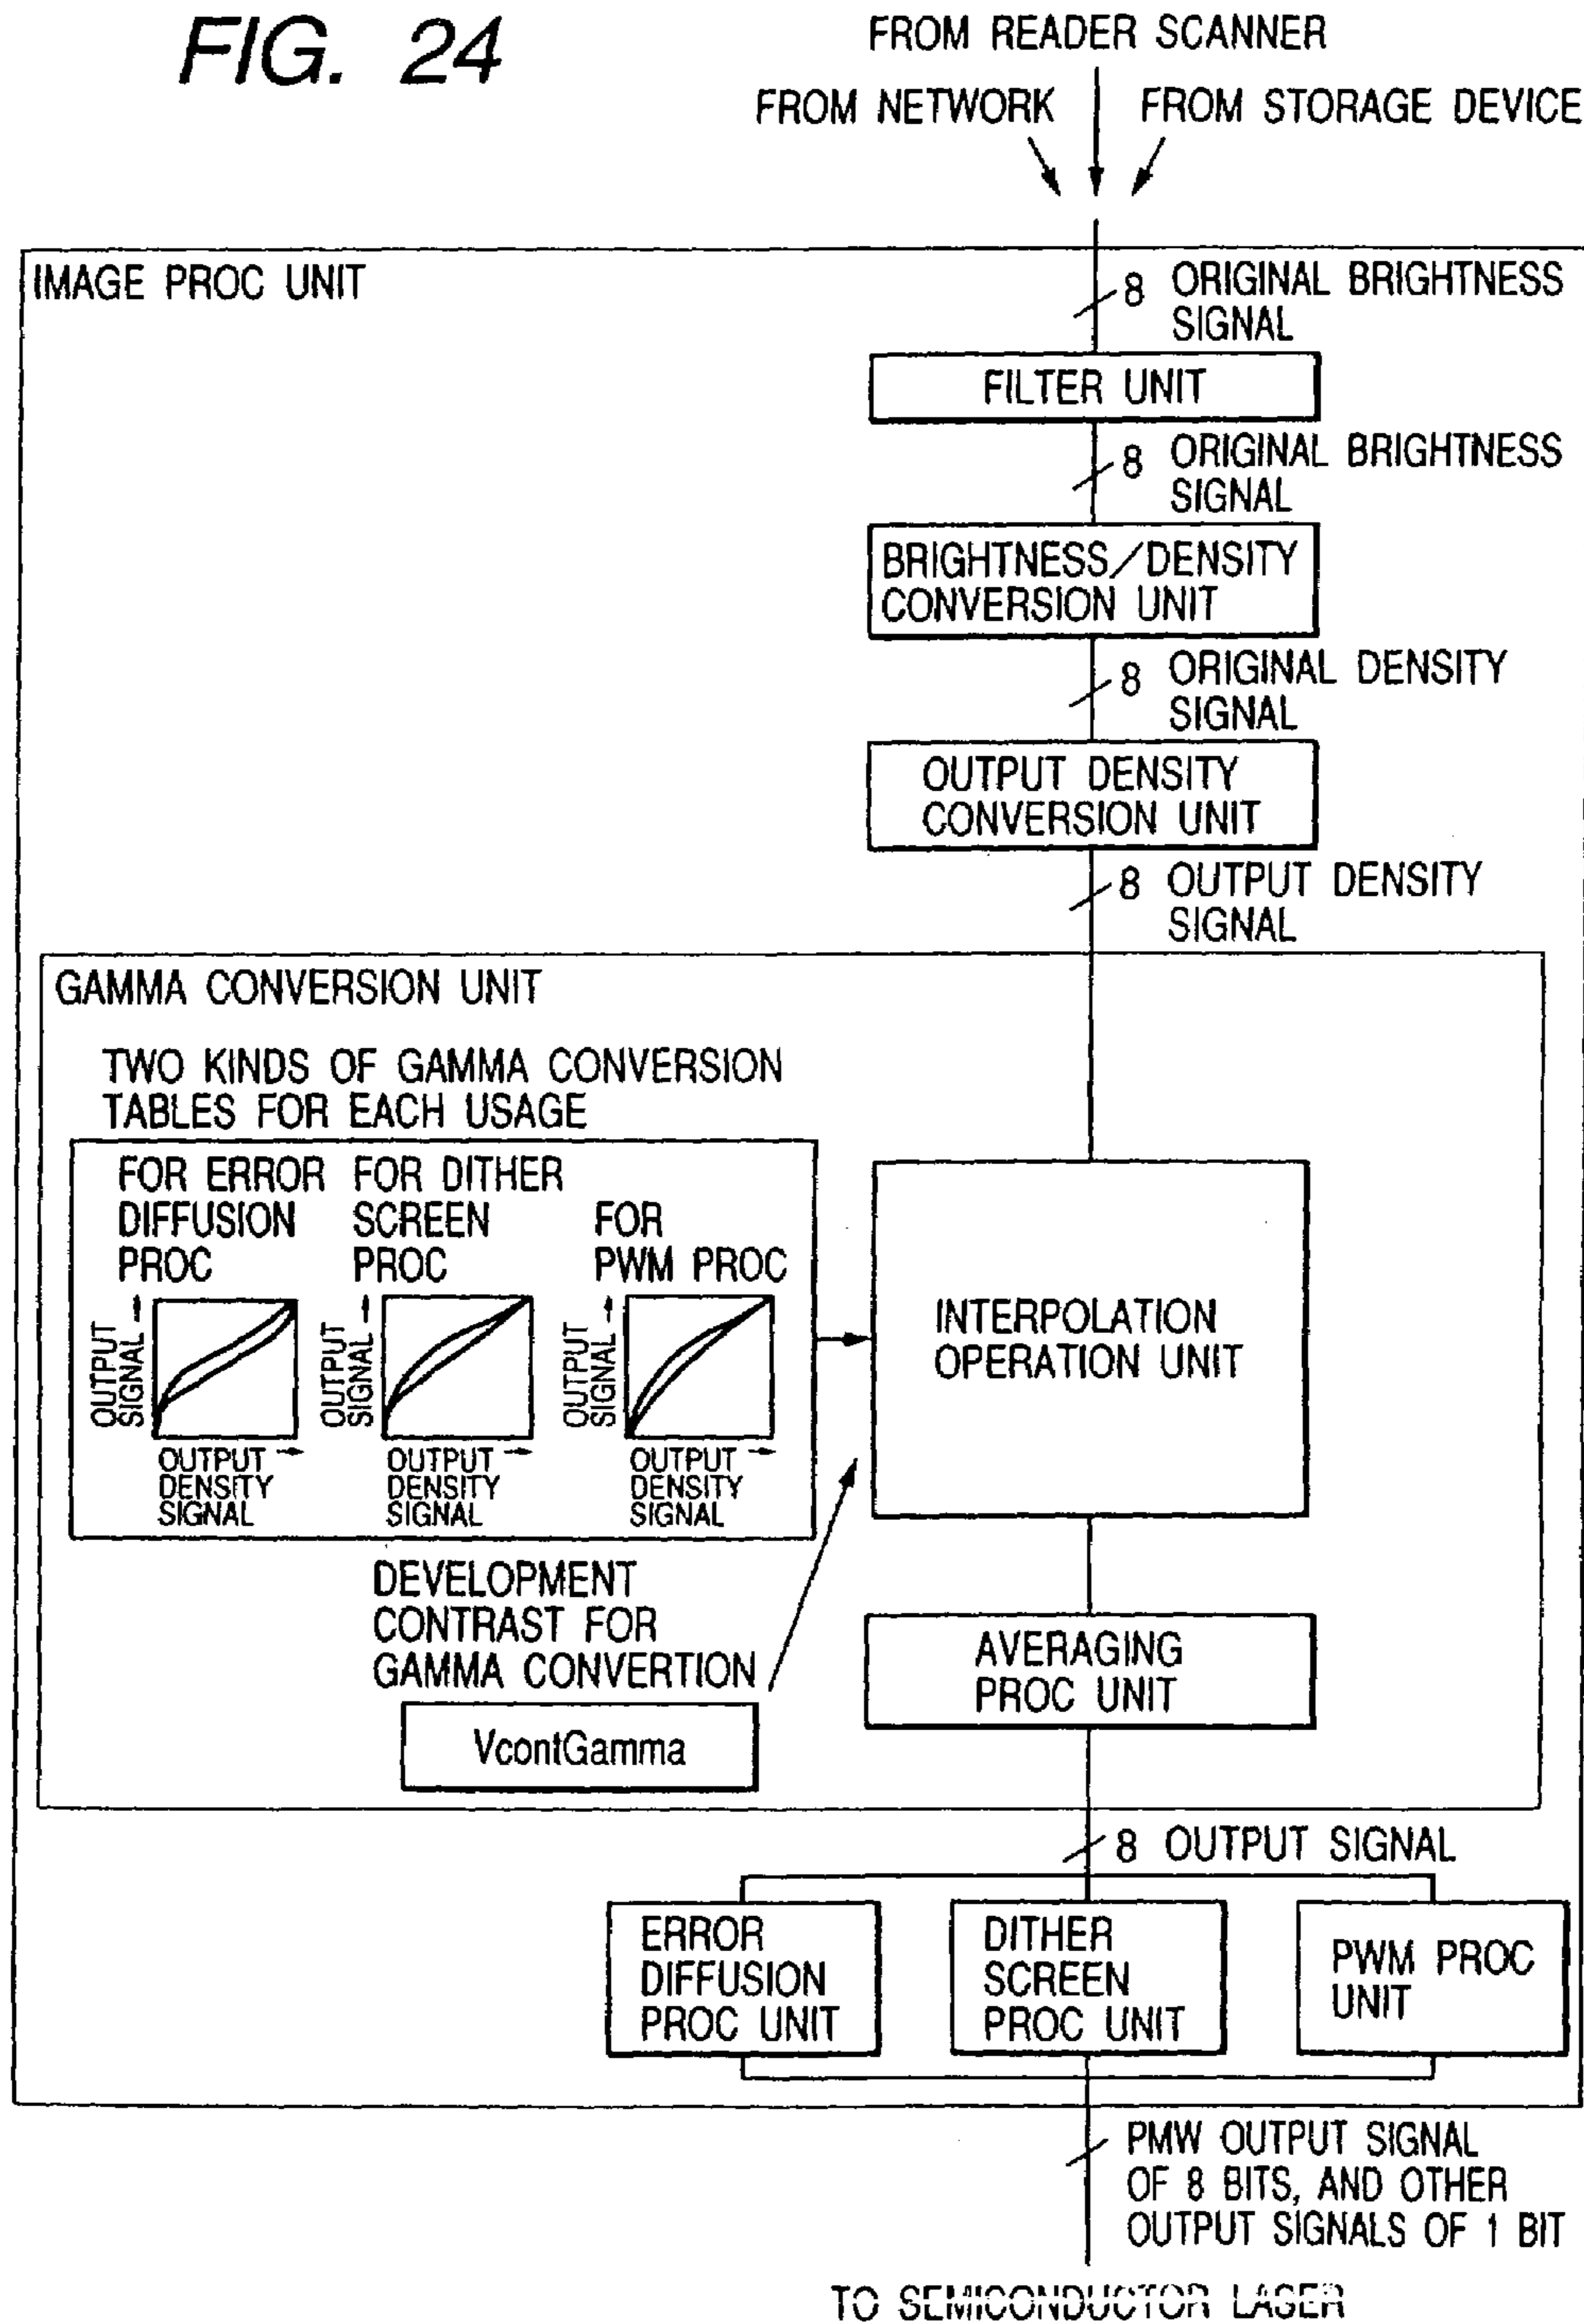 FIG. 24
FROM READER SCANNER
FROM NETWORK
FROM STORAGE DEVICE
IMAGE PROC UNIT
8 ORIGINAL BRIGHTNESS
SIGNAL
FILTER UNIT
8 ORIGINAL BRIGHTNESS
SIGNAL
BRIGHTNESS/DENSITY
CONVERSION UNIT
8 ORIGINAL DENSITY
SIGNAL
OUTPUT DENSITY
CONVERSION UNIT
8 OUTPUT DENSITY
SIGNAL
GAMMA CONVERSION UNIT
TWO KINDS OF GAMMA CONVERSION
TABLES FOR EACH USAGE
FOR ERROR
DIFFUSION
PROC
FOR DITHER
SCREEN
PROC
FOR
PWM PROC
OUTPUT
SIGNAL
OUTPUT
DENSITY
SIGNAL
OUTPUT
SIGNAL
OUTPUT
DENSITY
SIGNAL
OUTPUT
SIGNAL
OUTPUT
DENSITY
SIGNAL
INTERPOLATION
OPERATION UNIT
DEVELOPMENT
CONTRAST FOR
GAMMA CONVERTION
VcontGamma
AVERAGING
PROC UNIT
8 OUTPUT SIGNAL
ERROR
DIFFUSION
PROC UNIT
DITHER
SCREEN
PROC UNIT
PWM PROC
UNIT
PMW OUTPUT SIGNAL
OF 8 BITS, AND OTHER
OUTPUT SIGNALS OF 1 BIT
TO SEMICONDUCTOR LASER